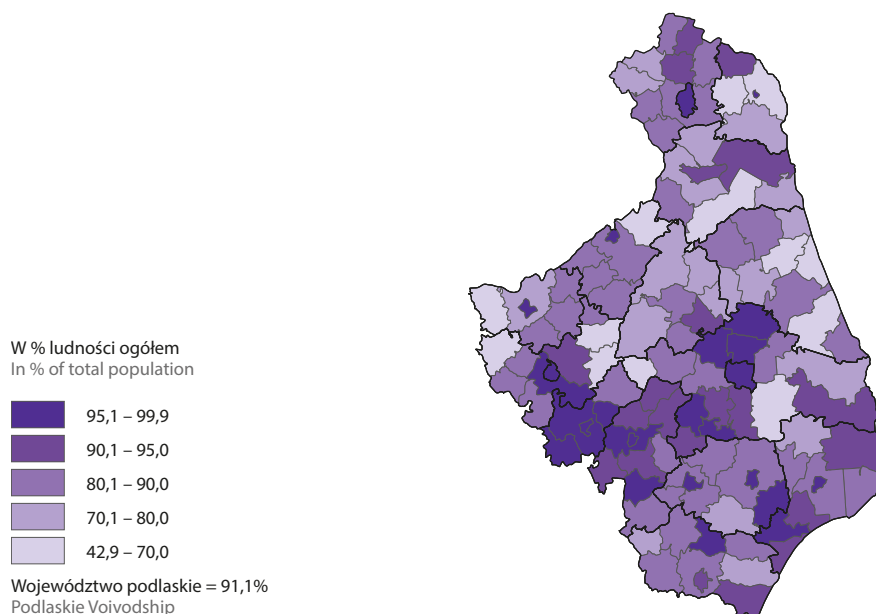 W % ludności ogółem
In % of total population
95,1 – 99,9
90,1 – 95,0
80,1 – 90,0
70,1 – 80,0
42,9 – 70,0
Województwo podlaskie = 91,1%
Podlaskie Voivodship